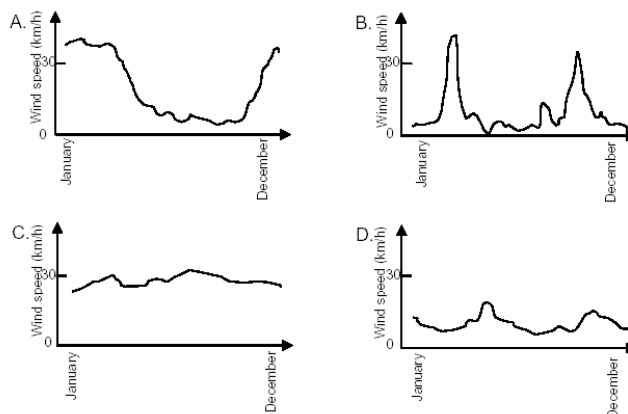 A.
Wind speed (km/h)
30
0
January
December
B.
Wind speed (km/h)
30
0
January
December
C.
Wind speed (km/h)
30
0
January
December
D.
Wind speed (km/h)
30
0
January
December